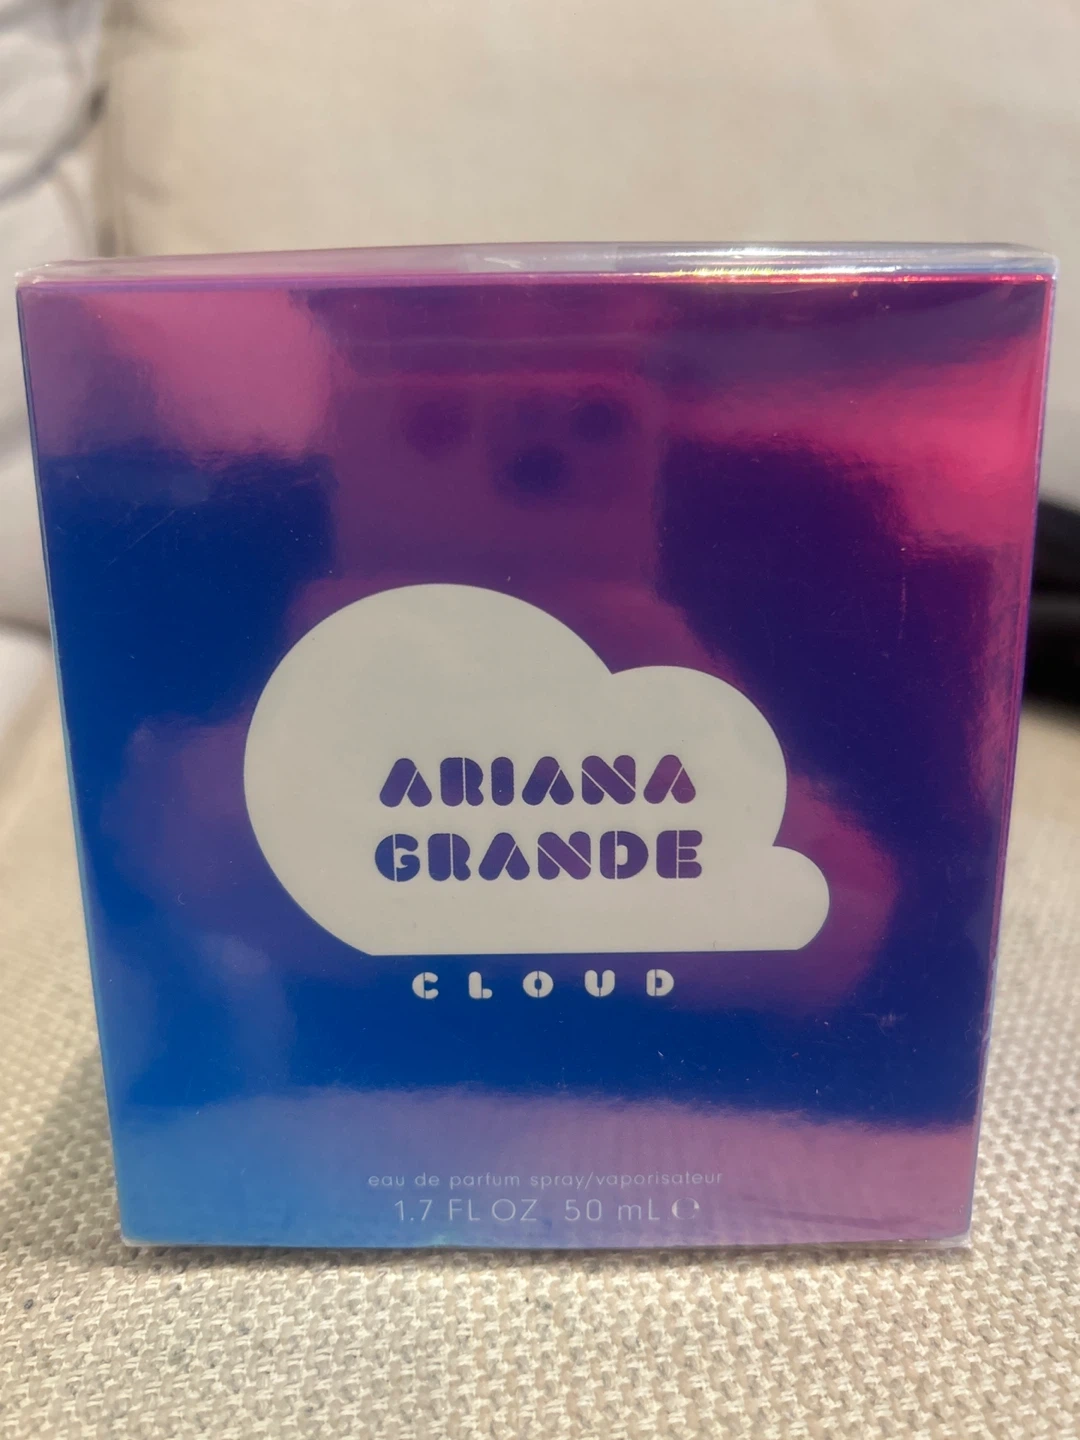 ARIANA
GRANDE
CLOUD
eau de parfum spray/vaporisateur
1.7 FL OZ 50 mL ℮